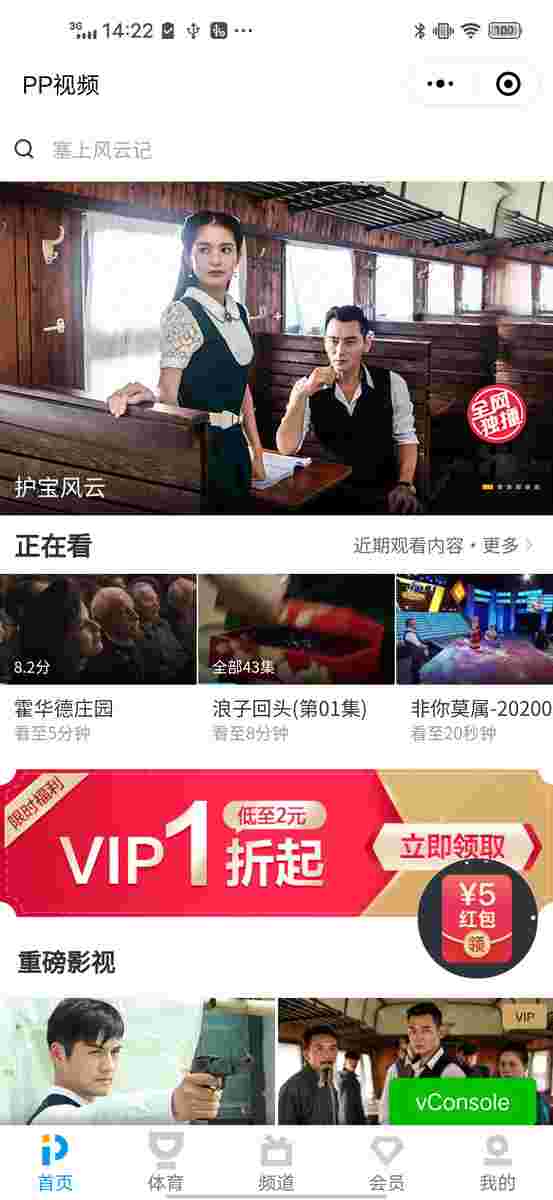 3G 14:22 100
PP视频
塞上风云记
全网
独播
护宝风云
正在看
近期观看内容·更多
8.2分
全部43集
霍华德庄园
浪子回头(第01集)
非你莫属-20200
看至5分钟
看至8分钟
看至20秒钟
限时福利
VIP1折起
低至2元
立即领取
¥5
红包
领
重磅影视
VIP
vConsole
首页
体育
频道
会员
我的